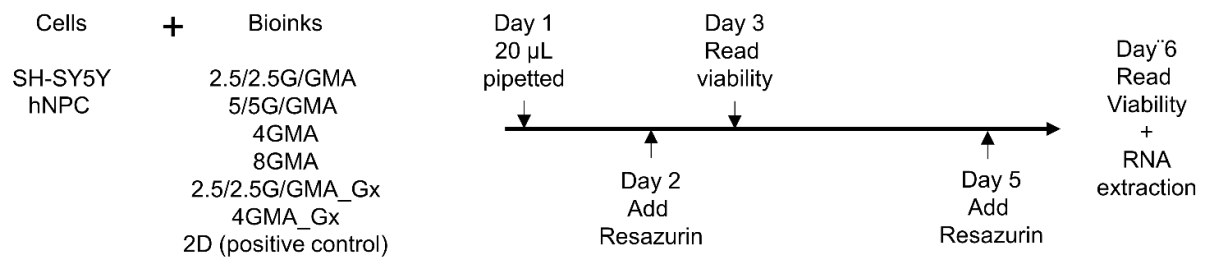 Cells
+
Bioinks
SH-SY5Y
hNPC
2.5/2.5G/GMA
5/5G/GMA
4GMA
8GMA
2.5/2.5G/GMA_Gx
4GMA_Gx
2D (positive control)
Day 1
20 µL
pipetted
Day 2
Add
Resazurin
Day 3
Read
viability
Day 5
Add
Resazurin
Day¨6
Read
Viability
+
RNA
extraction